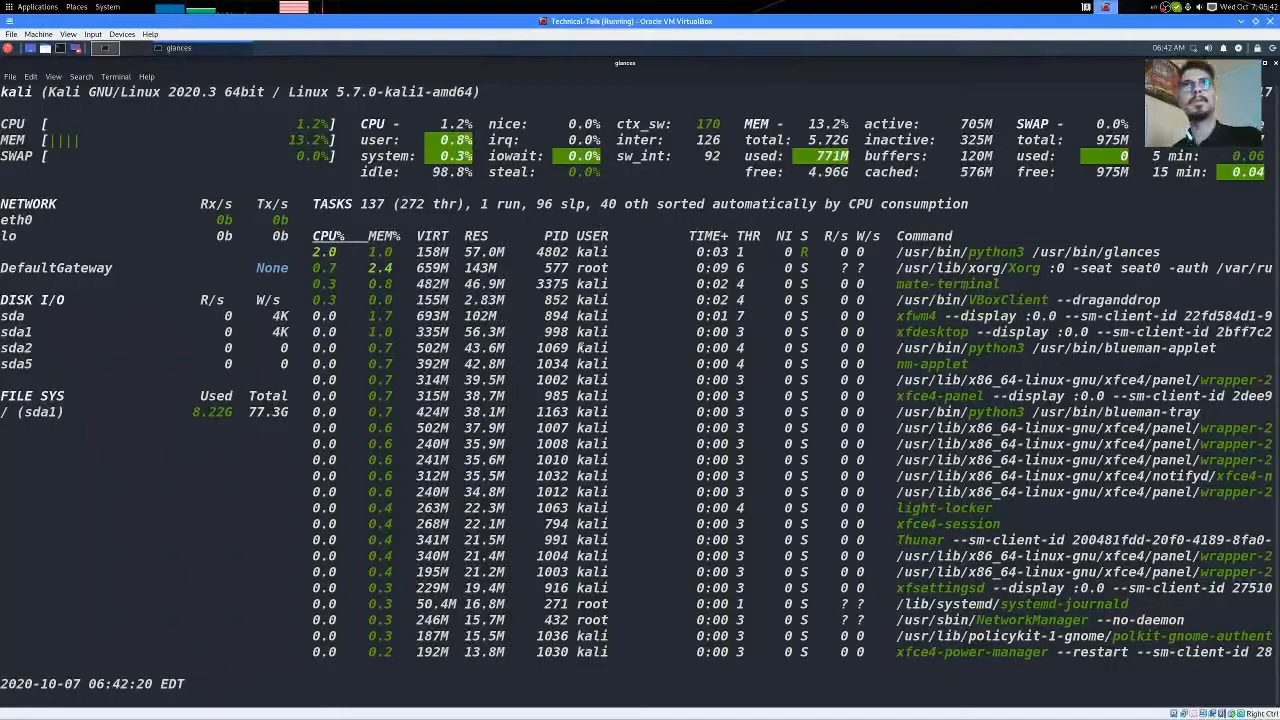 Applications Places System en Wed Oct 7, 05:42
Technical-Talk (Running) - Oracle VM VirtualBox
File Machine View Input Devices Help
glances 06:42 AM
glances
File Edit View Search Terminal Help
kali (Kali GNU/Linux 2020.3 64bit / Linux 5.7.0-kali1-amd64) 17
CPU [ 1.2%] CPU - 1.2% nice: 0.0% ctx_sw: 170 MEM - 13.2% active: 705M SWAP - 0.0%
MEM [|||| 13.2%] user: 0.8% irq: 0.0% inter: 126 total: 5.72G inactive: 325M total: 975M
SWAP [ 0.0%] system: 0.3% iowait: 0.0% sw_int: 92 used: 771M buffers: 120M used: 0 5 min: 0.06
idle: 98.8% steal: 0.0% free: 4.96G cached: 576M free: 975M 15 min: 0.04
NETWORK Rx/s Tx/s TASKS 137 (272 thr), 1 run, 96 slp, 40 oth sorted automatically by CPU consumption
eth0 0b 0b
lo 0b 0b CPU% MEM% VIRT RES PID USER TIME+ THR NI S R/s W/s Command
2.0 1.0 158M 57.0M 4802 kali 0:03 1 0 R 0 0 /usr/bin/python3 /usr/bin/glances
DefaultGateway None 0.7 2.4 659M 143M 577 root 1:09 6 0 S ? ? /usr/lib/xorg/Xorg :0 -seat seat0 -auth /var/ru
0.3 0.8 482M 46.9M 3375 kali 0:02 4 0 S 0 0 mate-terminal
DISK I/O R/s W/s 0.3 0.0 155M 2.83M 852 kali 0:02 4 0 S 0 0 /usr/bin/VBoxClient --draganddrop
sda 0 4K 0.0 1.7 693M 102M 894 kali 0:01 7 0 S 0 0 xfwm4 --display :0.0 --sm-client-id 22fd584d1-9
sda1 0 4K 0.0 1.0 335M 56.3M 998 kali 0:00 4 0 S 0 0 xfdesktop --display :0.0 --sm-client-id 2bff7c2
sda2 0 0 0.0 0.7 502M 43.6M 1069 kali 0:00 4 0 S 0 0 /usr/bin/python3 /usr/bin/blueman-applet
sda5 0 0 0.0 0.7 392M 42.8M 1034 kali 0:00 4 0 S 0 0 nm-applet
0.0 0.7 314M 39.5M 1002 kali 0:00 3 0 S 0 0 /usr/lib/x86_64-linux-gnu/xfce4/panel/wrapper-2
FILE SYS Used Total 0.0 0.7 315M 38.7M 985 kali 0:00 3 0 S 0 0 xfce4-panel --display :0.0 --sm-client-id 2dee9
/ (sda1) 8.22G 77.3G 0.0 0.7 424M 38.1M 1163 kali 0:00 3 0 S 0 0 /usr/bin/python3 /usr/bin/blueman-tray
0.0 0.6 502M 37.9M 1007 kali 0:00 3 0 S 0 0 /usr/lib/x86_64-linux-gnu/xfce4/panel/wrapper-2
0.0 0.6 240M 35.9M 1008 kali 0:00 3 0 S 0 0 /usr/lib/x86_64-linux-gnu/xfce4/panel/wrapper-2
0.0 0.6 241M 35.6M 1010 kali 0:00 3 0 S 0 0 /usr/lib/x86_64-linux-gnu/xfce4/panel/wrapper-2
0.0 0.6 312M 35.5M 1032 kali 0:00 3 0 S 0 0 /usr/lib/x86_64-linux-gnu/xfce4/notifyd/xfce4-n
0.0 0.6 240M 34.8M 1012 kali 0:00 3 0 S 0 0 /usr/lib/x86_64-linux-gnu/xfce4/panel/wrapper-2
0.0 0.4 263M 22.3M 1063 kali 0:00 4 0 S 0 0 light-locker
0.0 0.4 268M 22.1M 794 kali 0:00 3 0 S 0 0 xfce4-session
0.0 0.4 341M 21.5M 991 kali 0:00 3 0 S 0 0 Thunar --sm-client-id 200481fdd-20f0-4189-8fa0-
0.0 0.4 340M 21.4M 1004 kali 0:00 3 0 S 0 0 /usr/lib/x86_64-linux-gnu/xfce4/panel/wrapper-2
0.0 0.4 195M 21.2M 1003 kali 0:00 3 0 S 0 0 /usr/lib/x86_64-linux-gnu/xfce4/panel/wrapper-2
0.0 0.3 229M 19.4M 916 kali 0:00 3 0 S 0 0 xfsettingsd --display :0.0 --sm-client-id 27510
0.0 0.3 50.4M 16.8M 271 root 0:00 1 0 S ? ? /lib/systemd/systemd-journald
0.0 0.3 246M 15.7M 432 root 0:00 3 0 S ? ? /usr/sbin/NetworkManager --no-daemon
0.0 0.3 187M 15.5M 1036 kali 0:00 3 0 S 0 0 /usr/lib/policykit-1-gnome/polkit-gnome-authent
0.0 0.2 192M 13.8M 1030 kali 0:00 3 0 S 0 0 xfce4-power-manager --restart --sm-client-id 28
2020-10-07 06:42:20 EDT
Right Ctrl